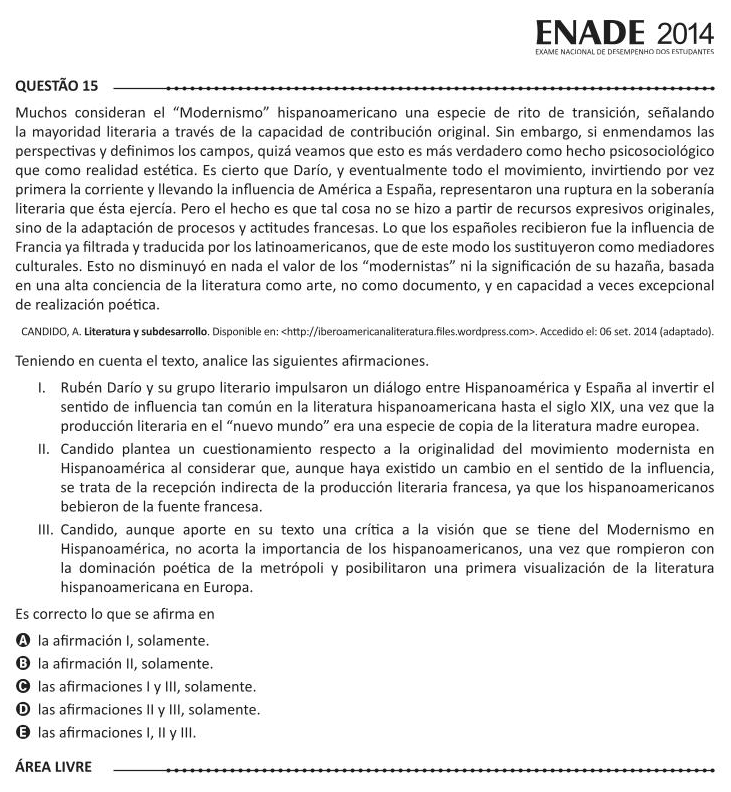 ENADE 2014
EXAME NACIONAL DE DESEMPENHO DOS ESTUDANTES
QUESTÃO 15
Muchos consideran el “Modernismo” hispanoamericano una especie de rito de transición, señalando
la mayoridad literaria a través de la capacidad de contribución original. Sin embargo, si enmendamos las
perspectivas y definimos los campos, quizá veamos que esto es más verdadero como hecho psicosociológico
que como realidad estética. Es cierto que Darío, y eventualmente todo el movimiento, invirtiendo por vez
primera la corriente y llevando la influencia de América a España, representaron una ruptura en la soberanía
literaria que ésta ejercía. Pero el hecho es que tal cosa no se hizo a partir de recursos expresivos originales,
sino de la adaptación de procesos y actitudes francesas. Lo que los españoles recibieron fue la influencia de
Francia ya filtrada y traducida por los latinoamericanos, que de este modo los sustituyeron como mediadores
culturales. Esto no disminuyó en nada el valor de los “modernistas” ni la significación de su hazaña, basada
en una alta conciencia de la literatura como arte, no como documento, y en capacidad a veces excepcional
de realización poética.
CANDIDO, A. Literatura y subdesarrollo. Disponible en: <http://iberoamericanaliteratura.files.wordpress.com>. Accedido el: 06 set. 2014 (adaptado).
Teniendo en cuenta el texto, analice las siguientes afirmaciones.
I. Rubén Darío y su grupo literario impulsaron un diálogo entre Hispanoamérica y España al invertir el
sentido de influencia tan común en la literatura hispanoamericana hasta el siglo XIX, una vez que la
producción literaria en el “nuevo mundo” era una especie de copia de la literatura madre europea.
II. Candido plantea un cuestionamiento respecto a la originalidad del movimiento modernista en
Hispanoamérica al considerar que, aunque haya existido un cambio en el sentido de la influencia,
se trata de la recepción indirecta de la producción literaria francesa, ya que los hispanoamericanos
bebieron de la fuente francesa.
III. Candido, aunque aporte en su texto una crítica a la visión que se tiene del Modernismo en
Hispanoamérica, no acorta la importancia de los hispanoamericanos, una vez que rompieron con
la dominación poética de la metrópoli y posibilitaron una primera visualización de la literatura
hispanoamericana en Europa.
Es correcto lo que se afirma en
A la afirmación I, solamente.
B la afirmación II, solamente.
C las afirmaciones I y III, solamente.
D las afirmaciones II y III, solamente.
E las afirmaciones I, II y III.
ÁREA LIVRE